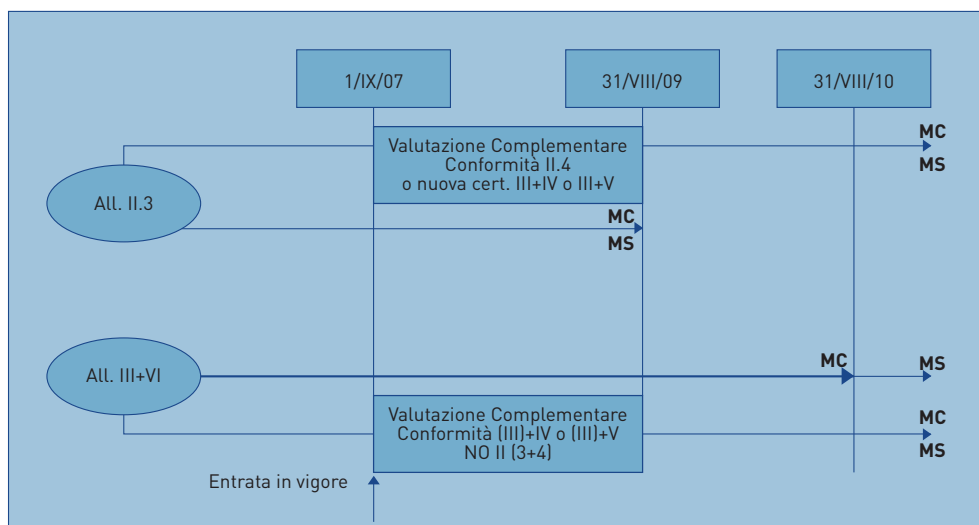 1/IX/07
31/VIII/09
31/VIII/10
Valutazione Complementare
Conformità II.4
o nuova cert. III+IV o III+V
MC
MS
All. II.3
MC
MS
All. III+VI
MC
MS
Valutazione Complementare
Conformità (III)+IV o (III)+V
NO II (3+4)
MC
MS
Entrata in vigore